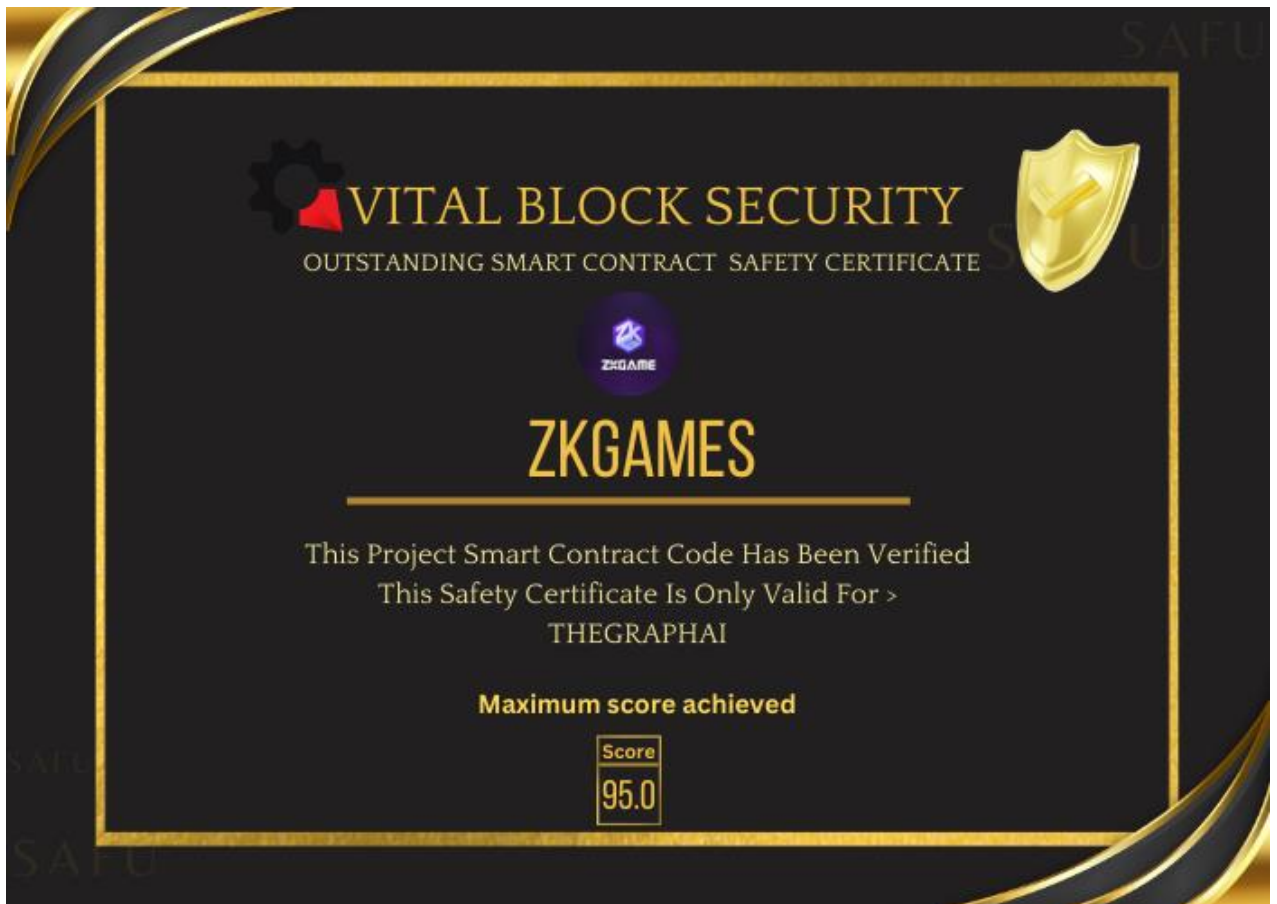 SAFU
VITAL BLOCK SECURITY
OUTSTANDING SMART CONTRACT SAFETY CERTIFICATE
ZK
ZKGAME
ZKGAMES
This Project Smart Contract Code Has Been Verified
This Safety Certificate Is Only Valid For >
THEGRAPHAI
Maximum score achieved
Score
95.0
SAFU
SAFU